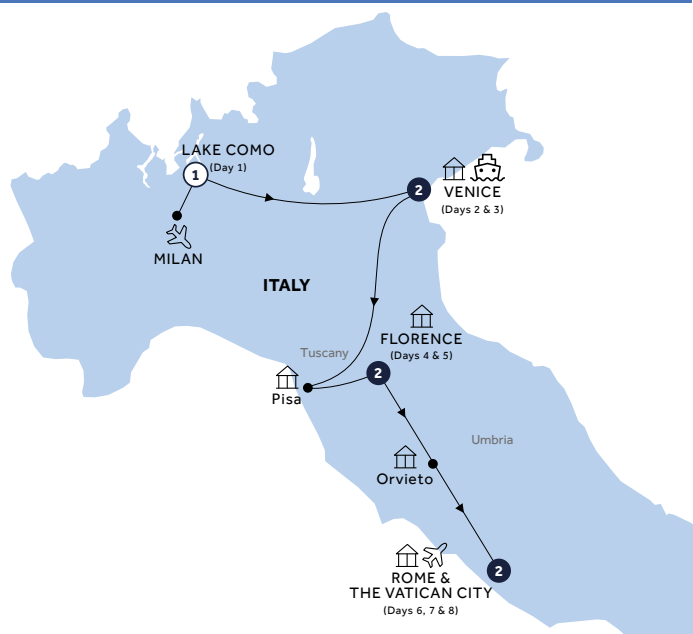 LAKE COMO
(Day 1)
1
2
VENICE
(Days 2 & 3)
MILAN
ITALY
FLORENCE
(Days 4 & 5)
Tuscany
2
Pisa
Umbria
Orvieto
2
ROME &
THE VATICAN CITY
(Days 6, 7 & 8)